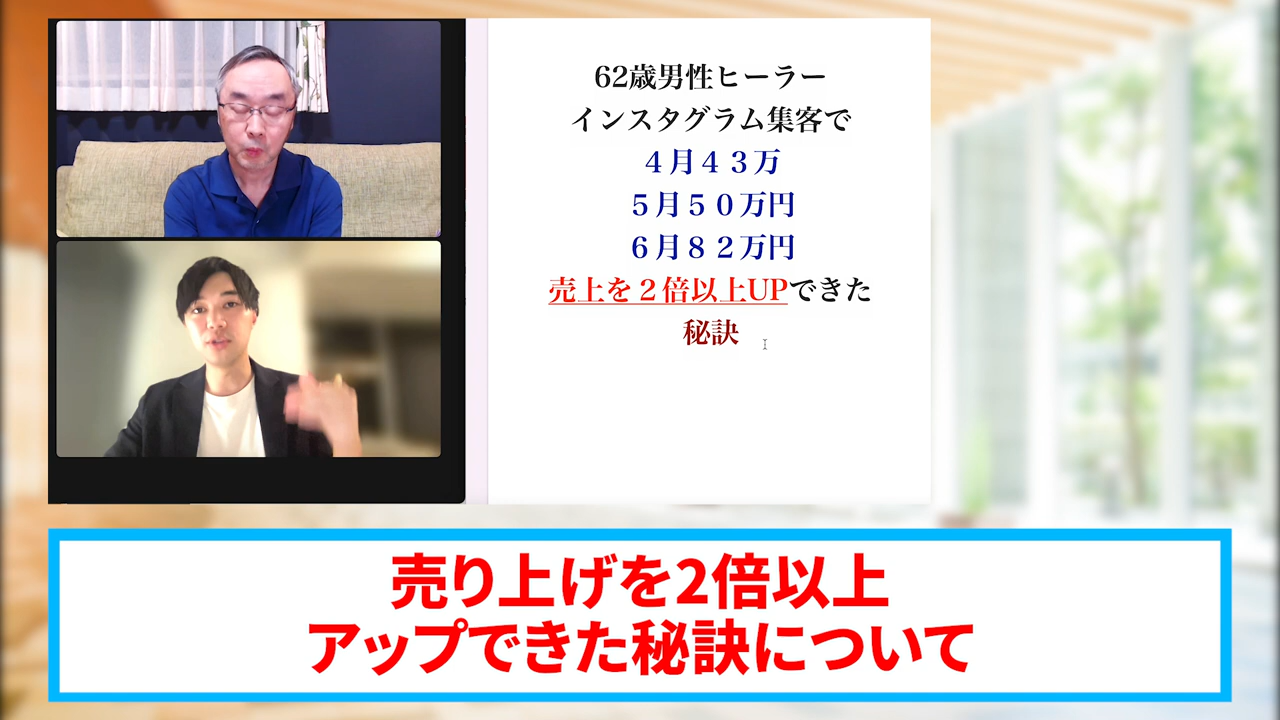 62歳男性ヒーラー
インスタグラム集客で
４月４３万
５月５０万円
６月８２万円
売上を２倍以上UPできた
秘訣
売り上げを2倍以上
アップできた秘訣について